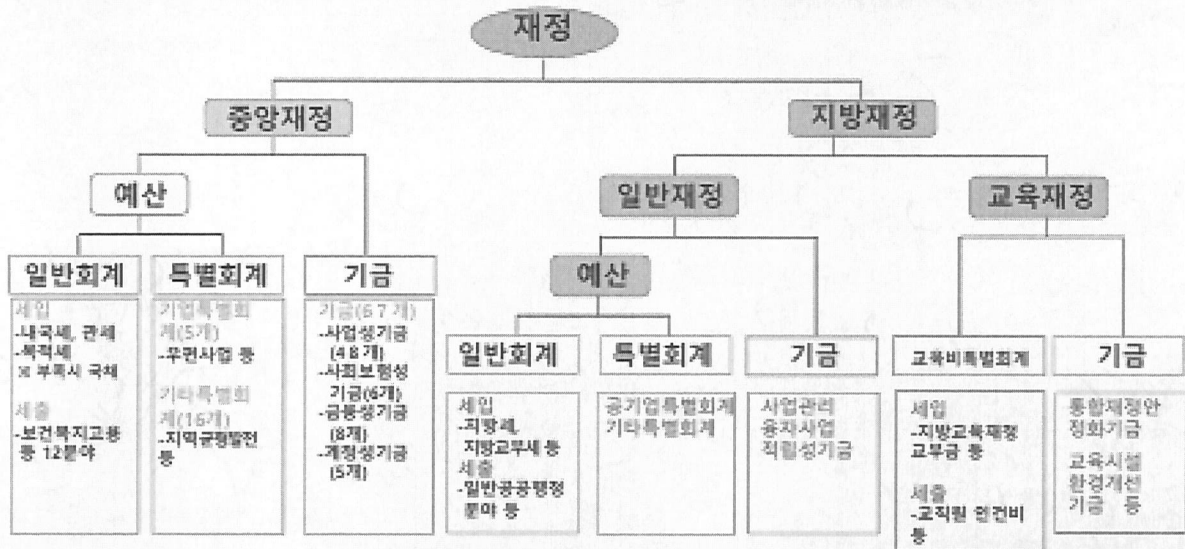 재정
중앙재정
지방재정
예산
일반재정
교육재정
일반회계
특별회계
기금
예산
세입
-내국세, 관세
-목적세
※ 부족시 국채
세출
-보건복지고용
등 12분야
기업특별회
계(5개)
-우편사업 등
기타특별회
계(16개)
-지역균형발전
등
기금(67개)
-사업성기금
(48개)
-사회보험성
기금(6개)
-금융성기금
(8개)
-계정성기금
(5개)
일반회계
특별회계
기금
교육비특별회계
기금
세입
-지방세,
지방교부세 등
세출
-일반공공행정
분야 등
공기업특별회계
기타특별회계
사업관리
융자사업
적립성기금
세입
-지방교육재정
교부금 등
세출
-교직원 인건비
등
통합재정안
정화기금
교육시설
환경개선
기금 등